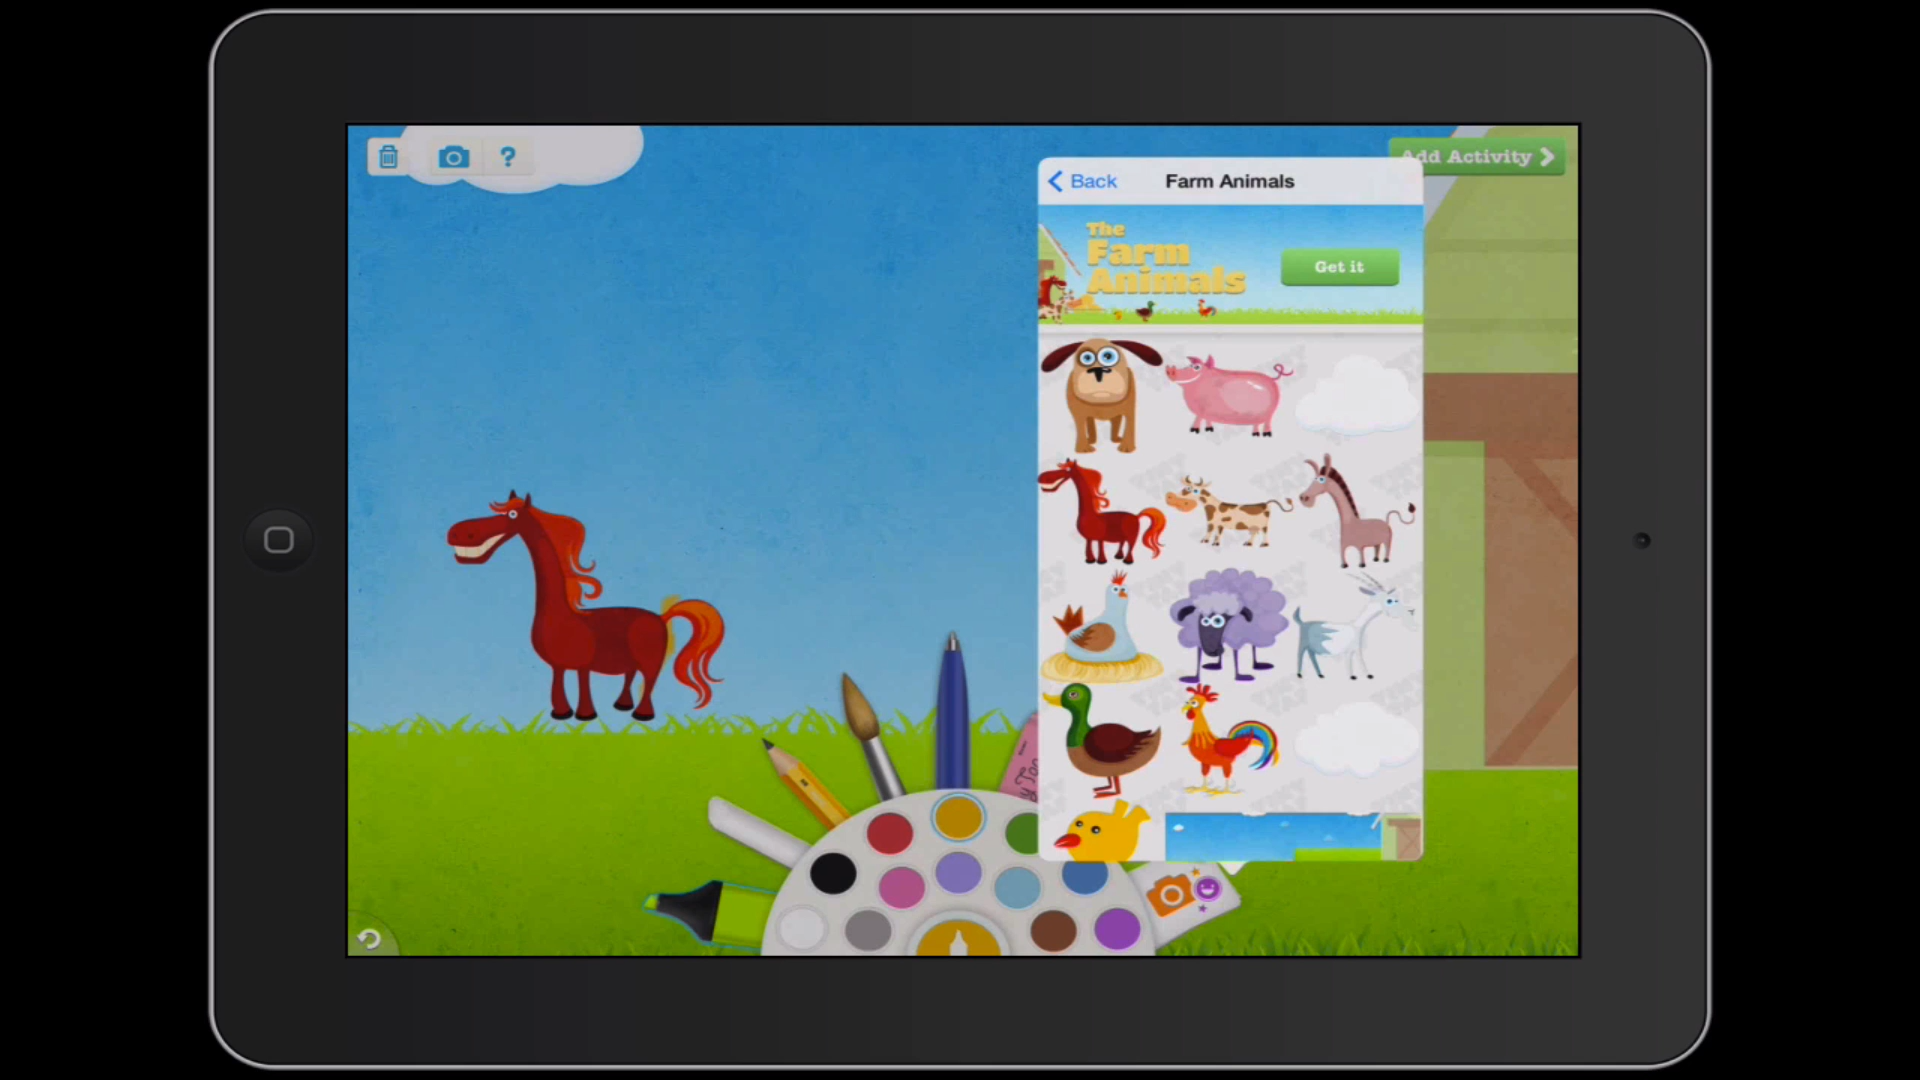 ?
Add Activity
Back
Farm Animals
The
Farm
Animals
Get it